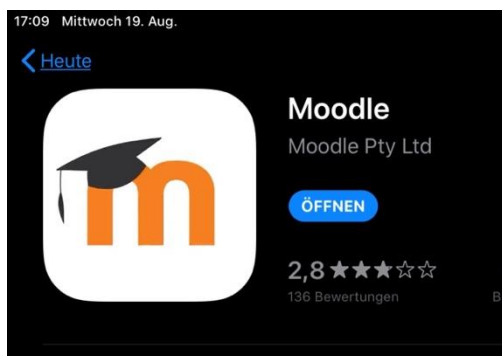 17:09 Mittwoch 19. Aug.
Heute
m
Moodle
Moodle Pty Ltd
ÖFFNEN
2,8
136 Bewertungen
B